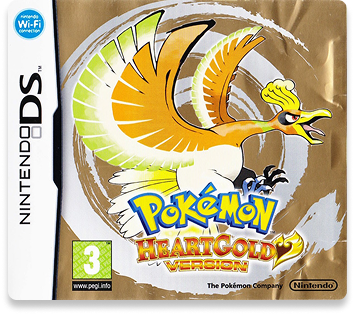 Nintendo
Wi-Fi
connection
NINTENDO DS
POKéMON
HEARTGOLD
VERSION
3
www.pegi.info
The Pokémon Company
Nintendo